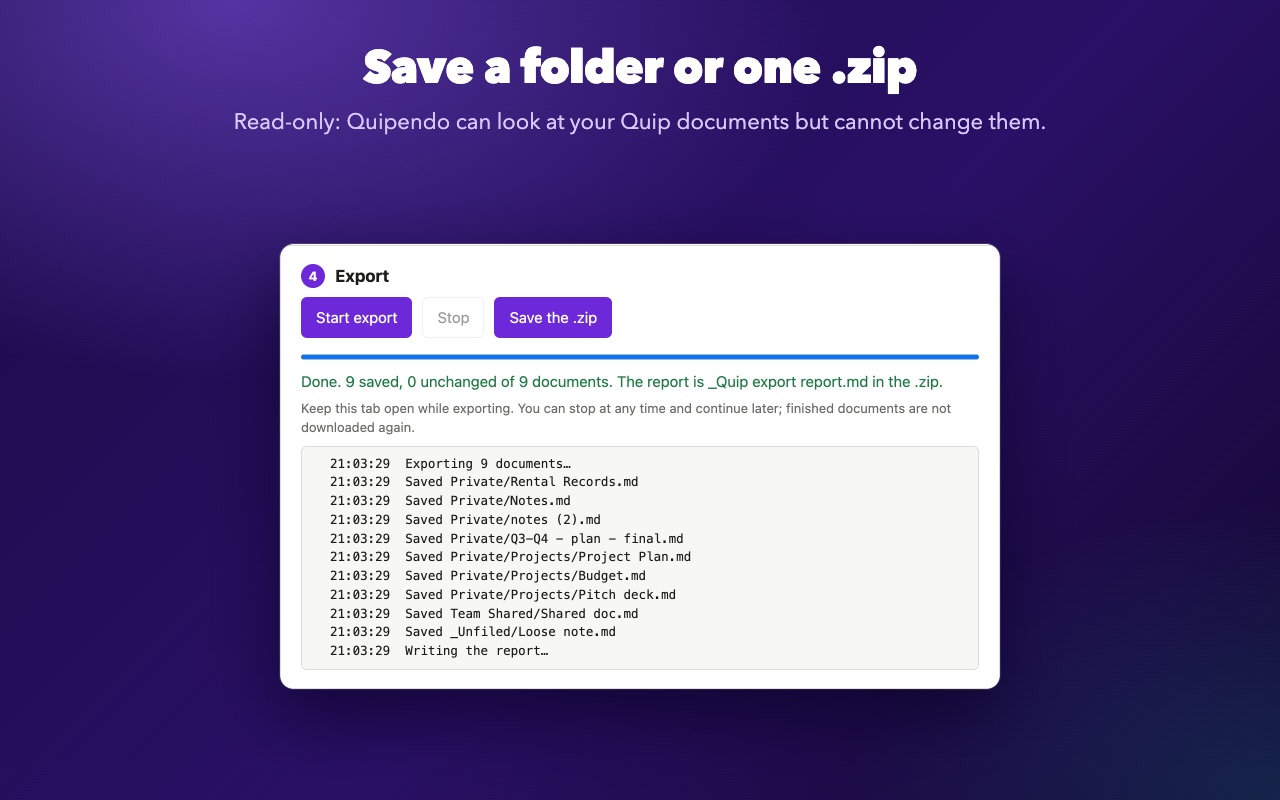 Save a folder or one .zip
Read-only: Quipendo can look at your Quip documents but cannot change them.
4 Export
Start export Stop Save the .zip
Done. 9 saved, 0 unchanged of 9 documents. The report is _Quip export report.md in the .zip.
Keep this tab open while exporting. You can stop at any time and continue later; finished documents are not
downloaded again.
21:03:29 Exporting 9 documents…
21:03:29 Saved Private/Rental Records.md
21:03:29 Saved Private/Notes.md
21:03:29 Saved Private/notes (2).md
21:03:29 Saved Private/Q3–Q4 — plan — final.md
21:03:29 Saved Private/Projects/Project Plan.md
21:03:29 Saved Private/Projects/Budget.md
21:03:29 Saved Private/Projects/Pitch deck.md
21:03:29 Saved Team Shared/Shared doc.md
21:03:29 Saved _Unfiled/Loose note.md
21:03:29 Writing the report…